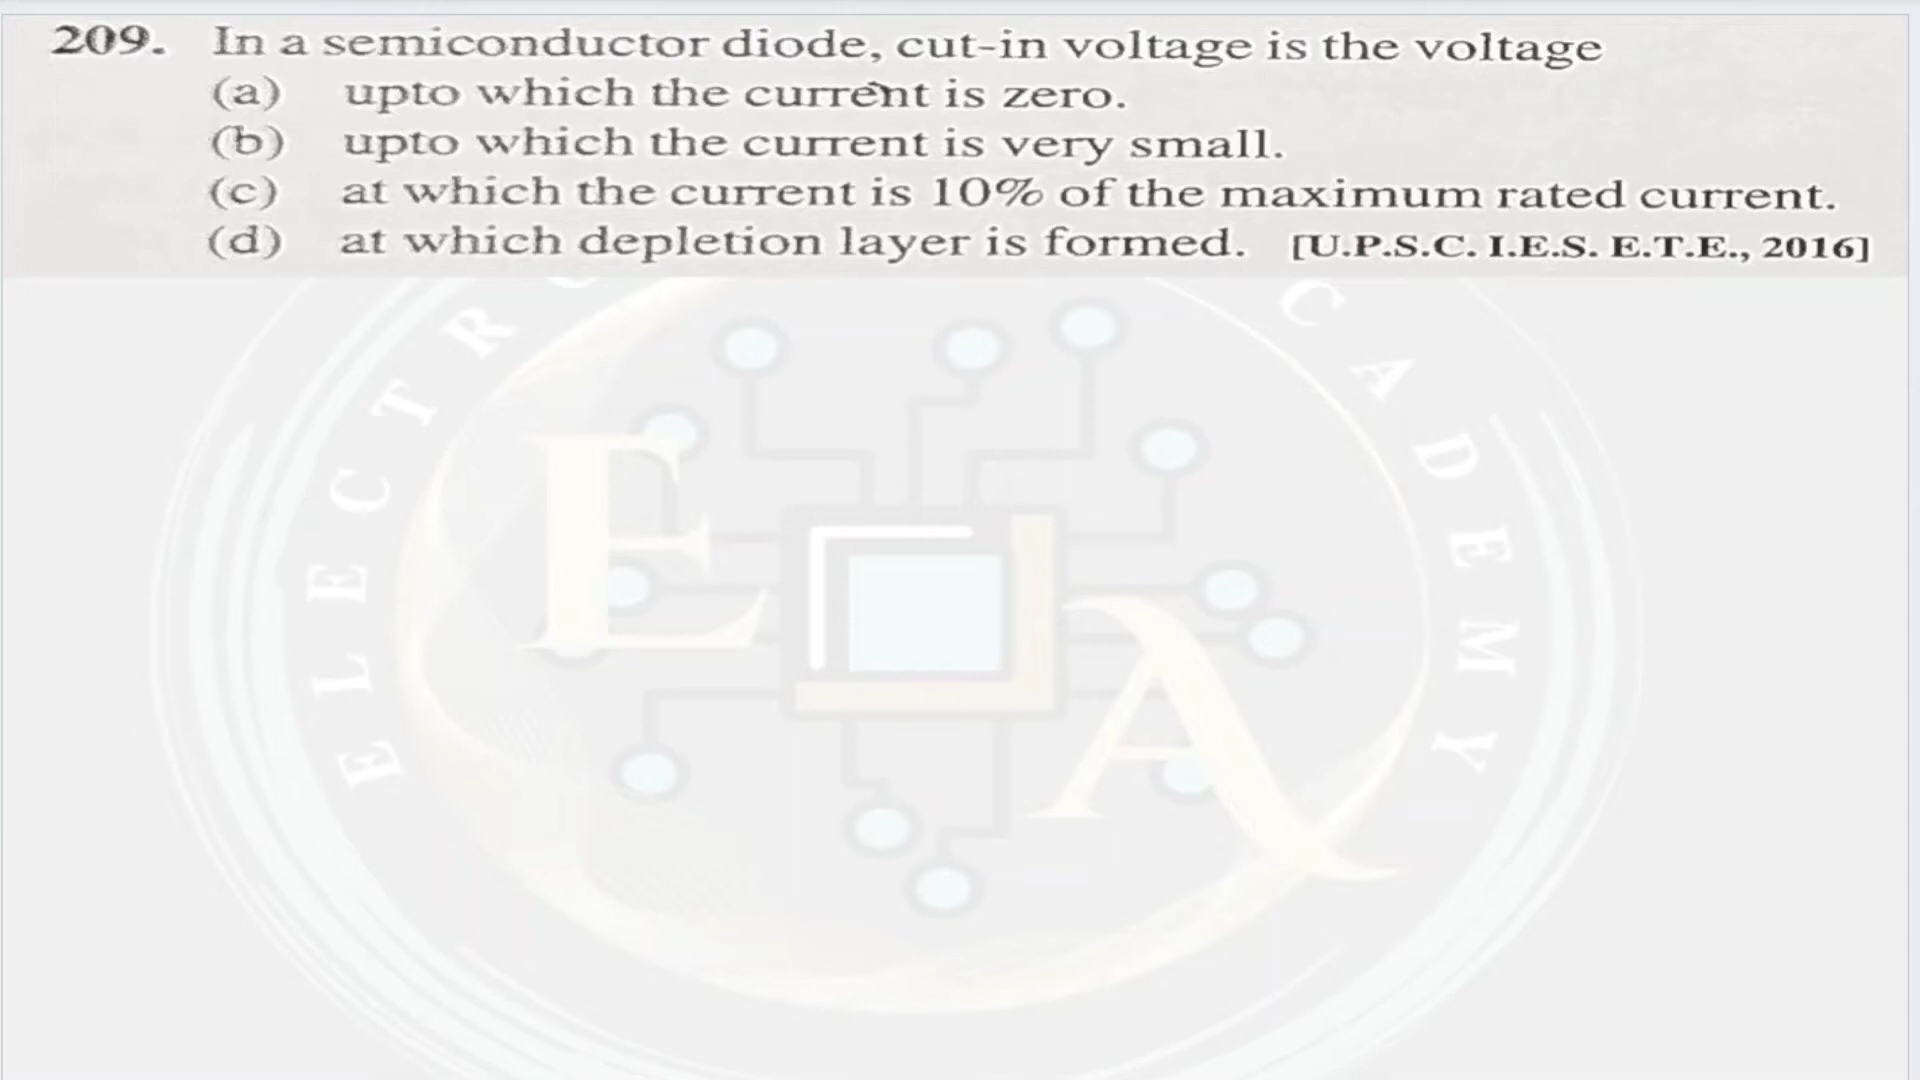 209. In a semiconductor diode, cut-in voltage is the voltage
(a) upto which the current is zero.
(b) upto which the current is very small.
(c) at which the current is 10% of the maximum rated current.
(d) at which depletion layer is formed. [U.P.S.C. I.E.S. E.T.E., 2016]
E A